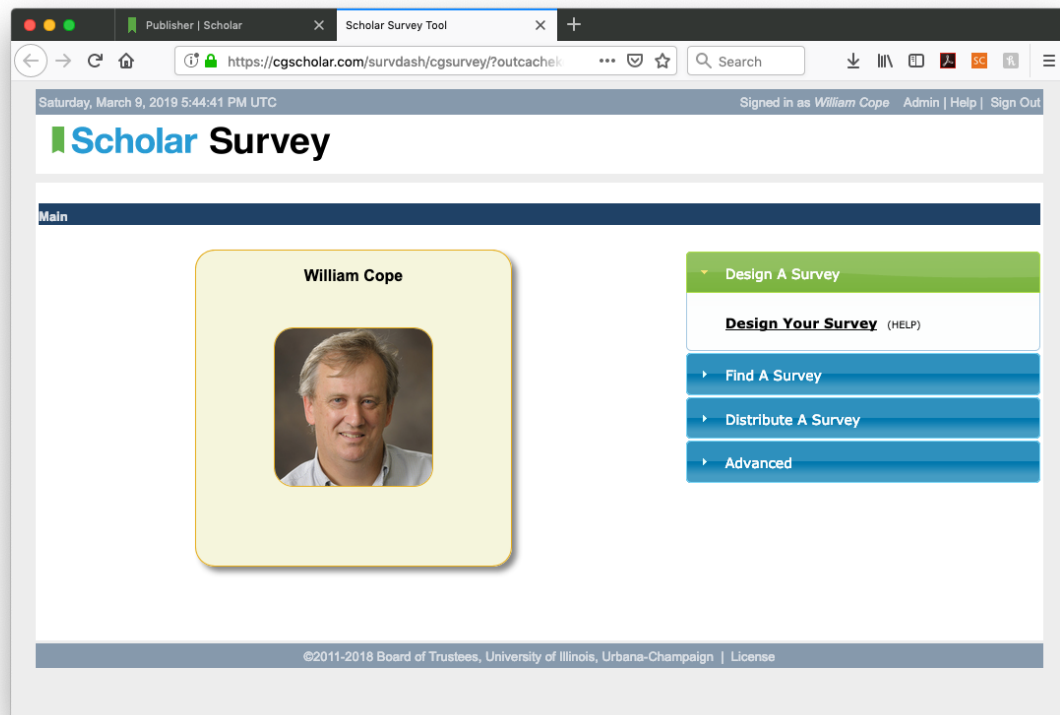 Publisher | Scholar
Scholar Survey Tool
https://cgscholar.com/survdash/cgsurvey/?outcachek
Search
SC
Saturday, March 9, 2019 5:44:41 PM UTC
Signed in as William Cope Admin | Help | Sign Out
Scholar Survey
Main
William Cope
Design A Survey
Design Your Survey (HELP)
Find A Survey
Distribute A Survey
Advanced
©2011-2018 Board of Trustees, University of Illinois, Urbana-Champaign | License